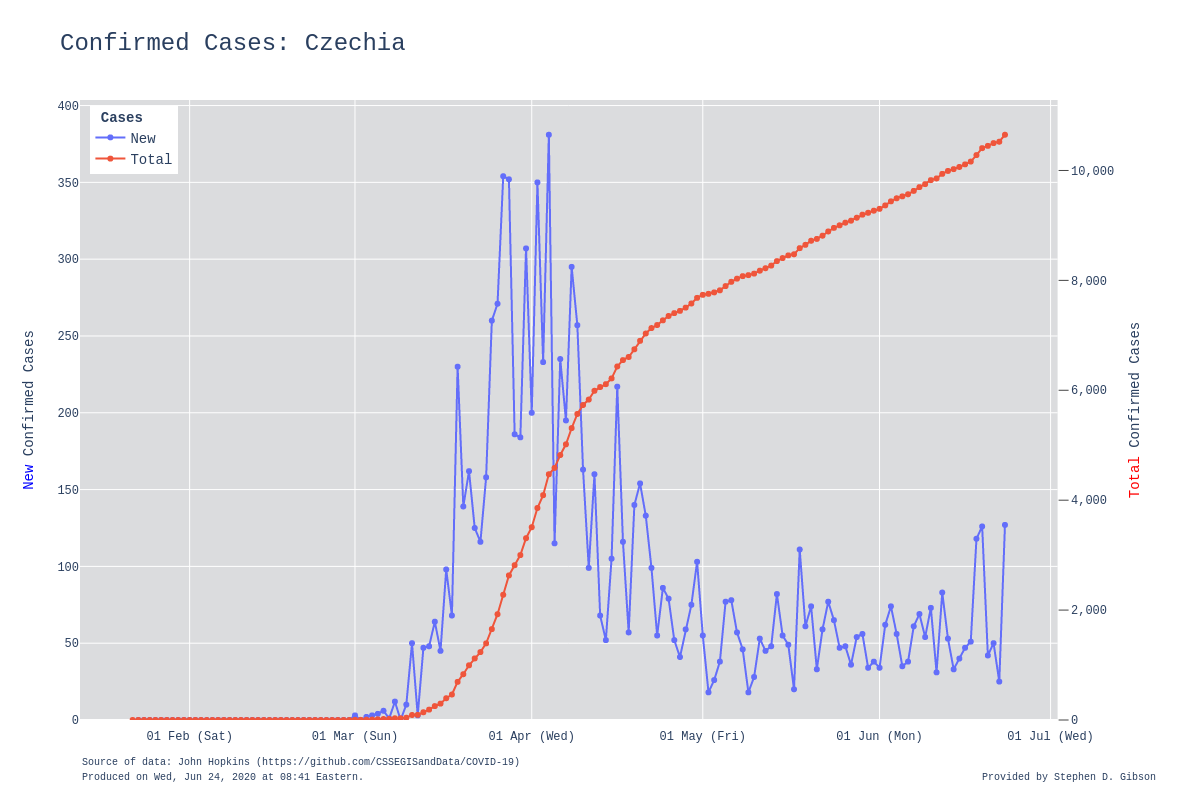 Confirmed Cases: Czechia
Cases
New
Total
400
350
300
250
200
150
100
50
0
10,000
8,000
6,000
4,000
2,000
0
New Confirmed Cases
Total Confirmed Cases
01 Feb (Sat)
01 Mar (Sun)
01 Apr (Wed)
01 May (Fri)
01 Jun (Mon)
01 Jul (Wed)
Source of data: John Hopkins (https://github.com/CSSEGISandData/COVID-19)
Produced on Wed, Jun 24, 2020 at 08:41 Eastern.
Provided by Stephen D. Gibson